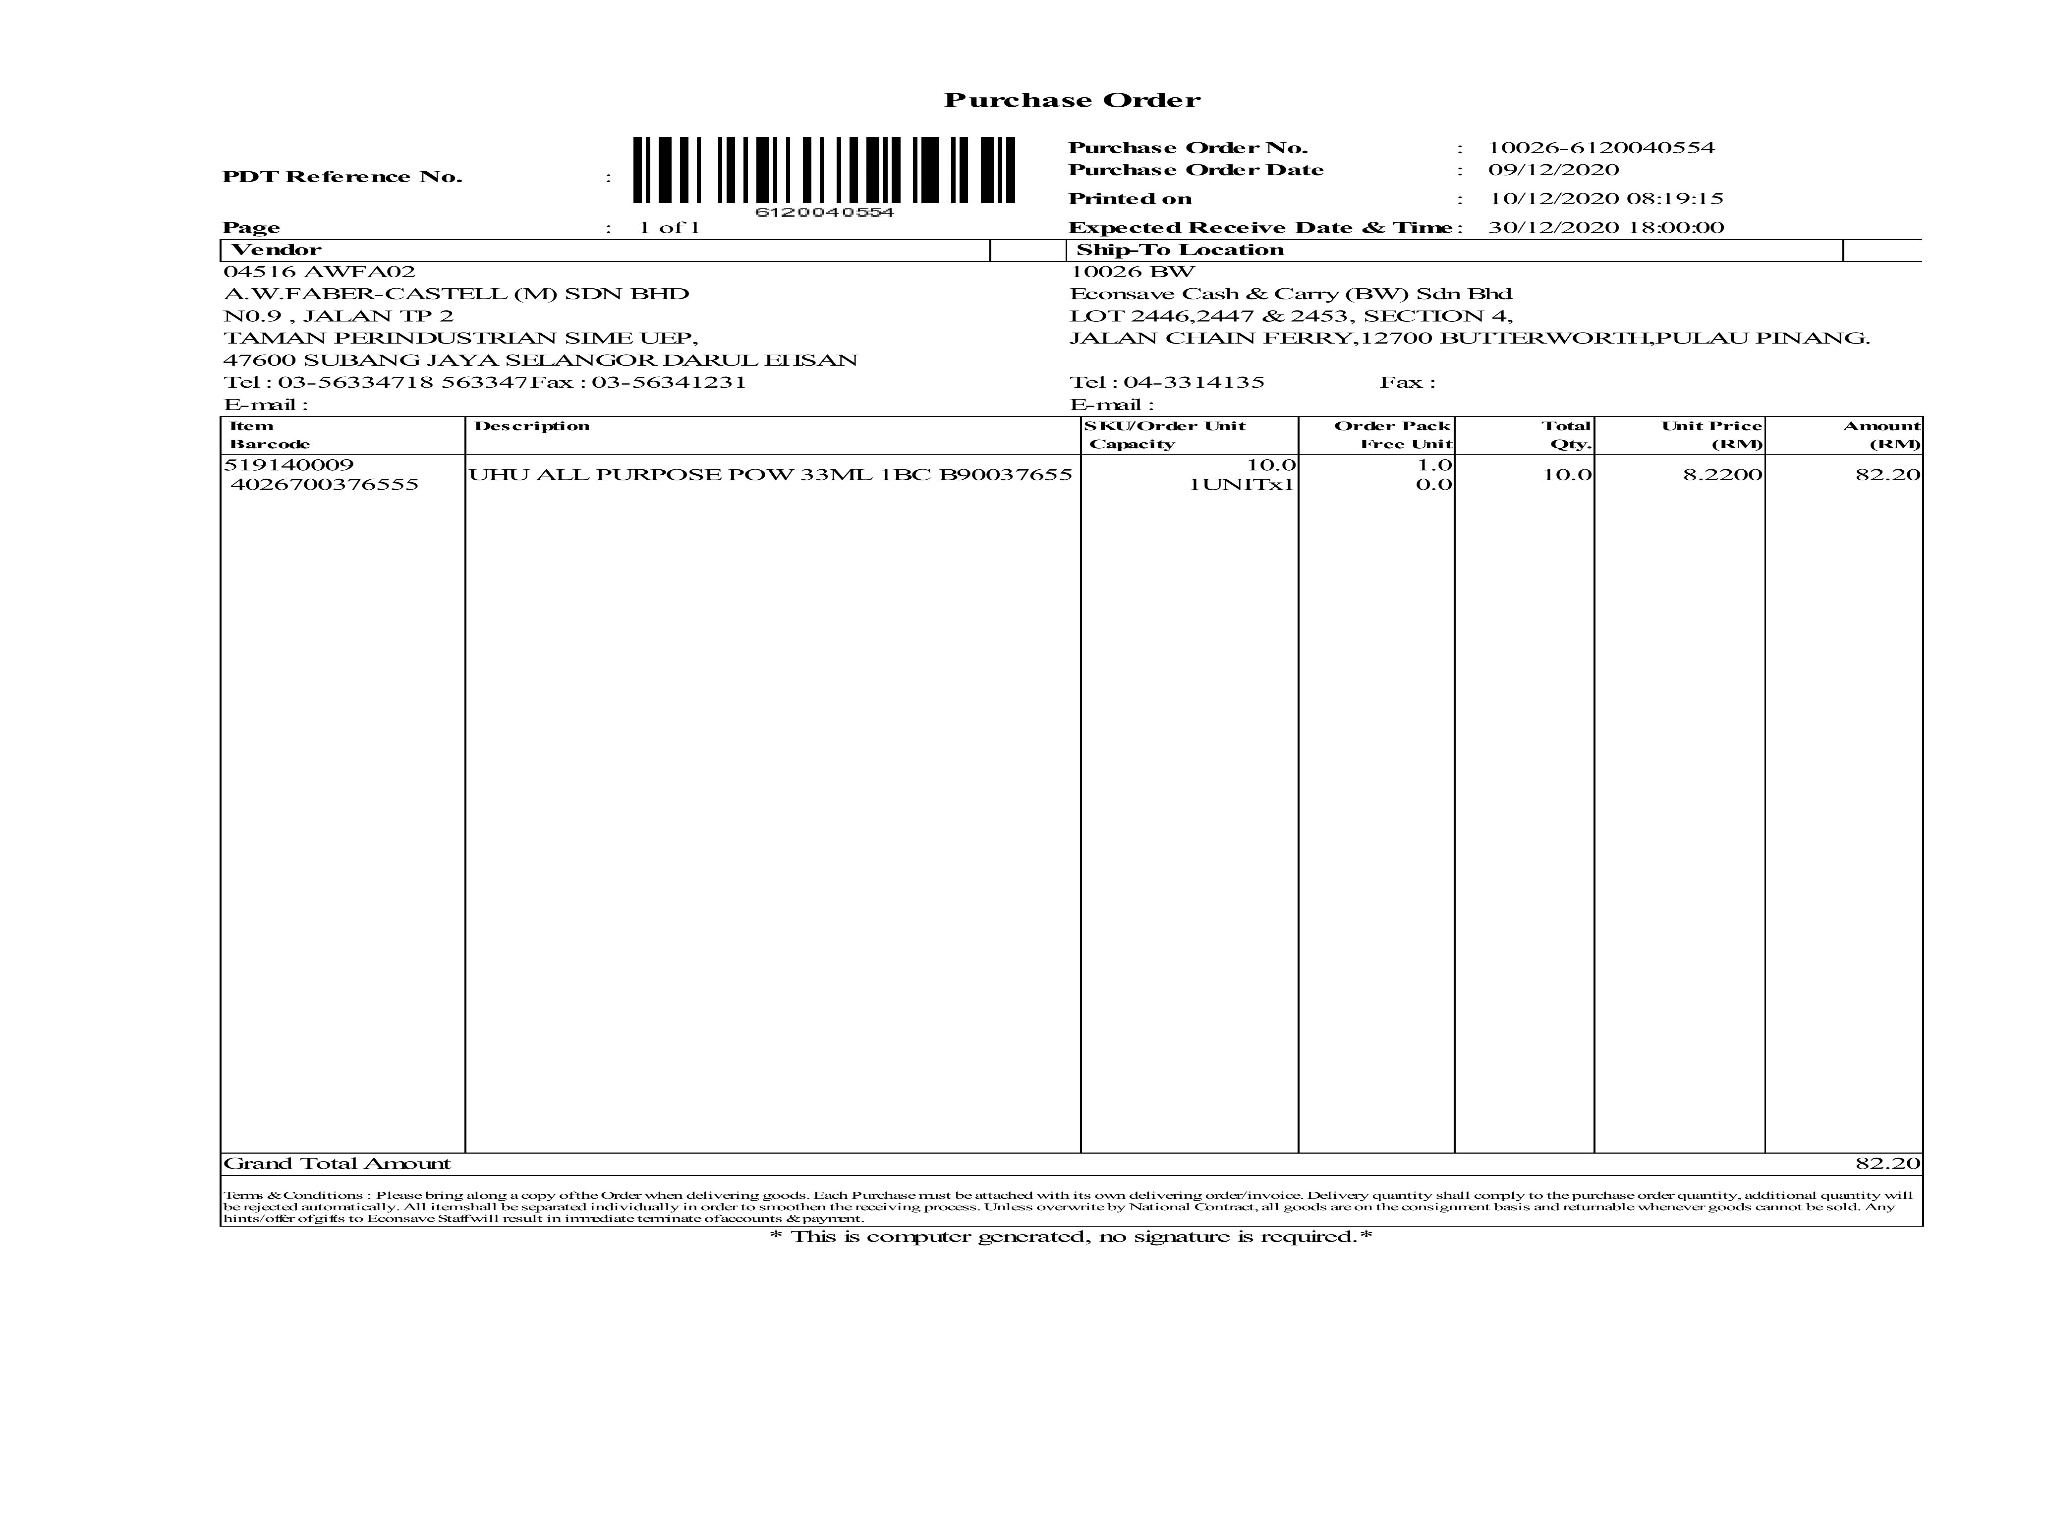 Purchase Order
PDT Reference No. :
6120040554
Page : 1 of 1
Purchase Order No. : 10026-6120040554
Purchase Order Date : 09/12/2020
Printed on : 10/12/2020 08:19:15
Expected Receive Date & Time : 30/12/2020 18:00:00
Vendor
04516 AWFA02
A.W.FABER-CASTELL (M) SDN BHD
N0.9 , JALAN TP 2
TAMAN PERINDUSTRIAN SIME UEP,
47600 SUBANG JAYA SELANGOR DARUL EHSAN
Tel : 03-56334718 563347Fax : 03-56341231
E-mail :
Ship-To Location
10026 BW
Econsave Cash & Carry (BW) Sdn Bhd
LOT 2446,2447 & 2453, SECTION 4,
JALAN CHAIN FERRY,12700 BUTTERWORTH,PULAU PINANG.
Tel : 04-3314135 Fax :
E-mail :
Item Description SKU/Order Unit Order Pack Total Unit Price Amount
Barcode Capacity Free Unit Qty. (RM) (RM)
519140009 10.0 1.0
UHU ALL PURPOSE POW 33ML 1BC B90037655 10.0 8.2200 82.20
4026700376555 1UNITx1 0.0
Grand Total Amount 82.20
Terms & Conditions : Please bring along a copy of the Order when delivering goods. Each Purchase must be attached with its own delivering order/invoice. Delivery quantity shall comply to the purchase order quantity, additional quantity will
be rejected automatically. All item shall be separated individually in order to smoothen the receiving process. Unless overwrite by National Contract, all goods are on the consignment basis and returnable whenever goods cannot be sold. Any
hints/offer of gifts to Econsave Staff will result in immediate terminate of accounts & payment.
* This is computer generated, no signature is required.*